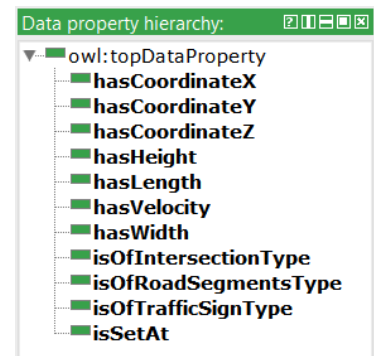 Data property hierarchy:
owl:topDataProperty
hasCoordinateX
hasCoordinateY
hasCoordinateZ
hasHeight
hasLength
hasVelocity
hasWidth
isOfIntersectionType
isOfRoadSegmentsType
isOfTrafficSignType
isSetAt